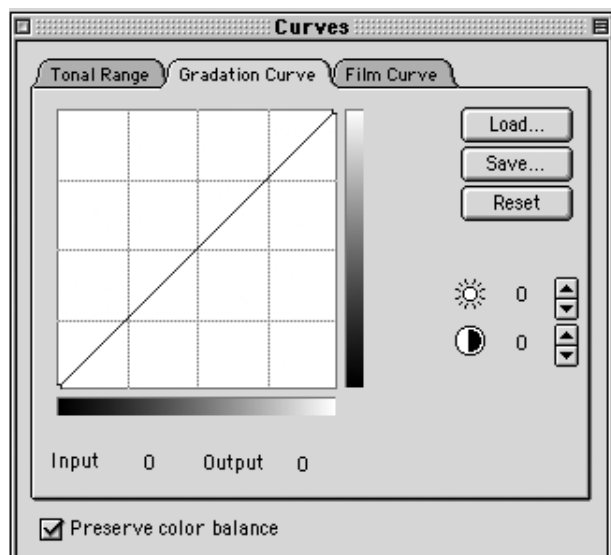 Curves
Tonal Range Gradation Curve Film Curve
Load...
Save...
Reset
0
0
Input 0 Output 0
Preserve color balance